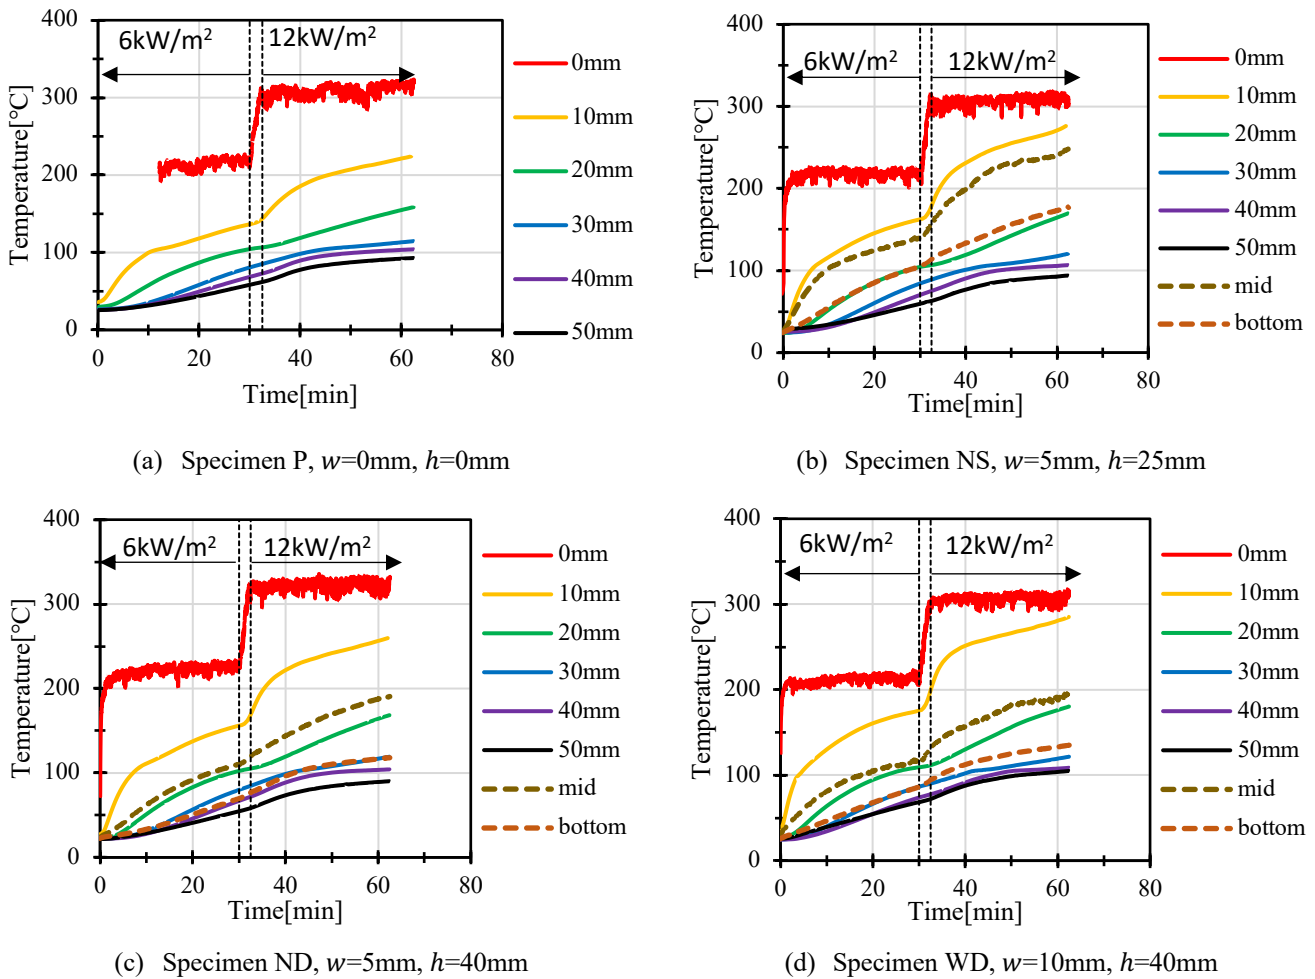 400
300
200
100
0
0
20
40
60
80
Temperature[°C]
Time[min]
6kW/m²
12kW/m²
0mm
10mm
20mm
30mm
40mm
50mm
(a) Specimen P, w=0mm, h=0mm
400
300
200
100
0
0
20
40
60
80
Temperature[°C]
Time[min]
6kW/m²
12kW/m²
0mm
10mm
20mm
30mm
40mm
50mm
mid
bottom
(b) Specimen NS, w=5mm, h=25mm
400
300
200
100
0
0
20
40
60
80
Temperature[°C]
Time[min]
6kW/m²
12kW/m²
0mm
10mm
20mm
30mm
40mm
50mm
mid
bottom
(c) Specimen ND, w=5mm, h=40mm
400
300
200
100
0
0
20
40
60
80
Temperature[°C]
Time[min]
6kW/m²
12kW/m²
0mm
10mm
20mm
30mm
40mm
50mm
mid
bottom
(d) Specimen WD, w=10mm, h=40mm